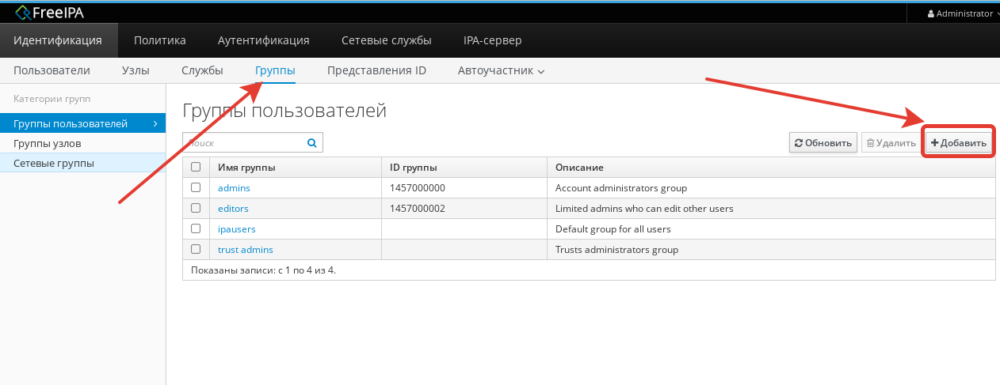 FreeIPA
Administrator
Идентификация Политика Аутентификация Сетевые службы IPA-сервер
Пользователи Узлы Службы Группы Представления ID Автоучастник
Категории групп
Группы пользователей
Группы узлов
Сетевые группы
Группы пользователей
Поиск
Обновить Удалить Добавить
Имя группы ID группы Описание
admins 1457000000 Account administrators group
editors 1457000002 Limited admins who can edit other users
ipausers Default group for all users
trust admins Trusts administrators group
Показаны записи: с 1 по 4 из 4.